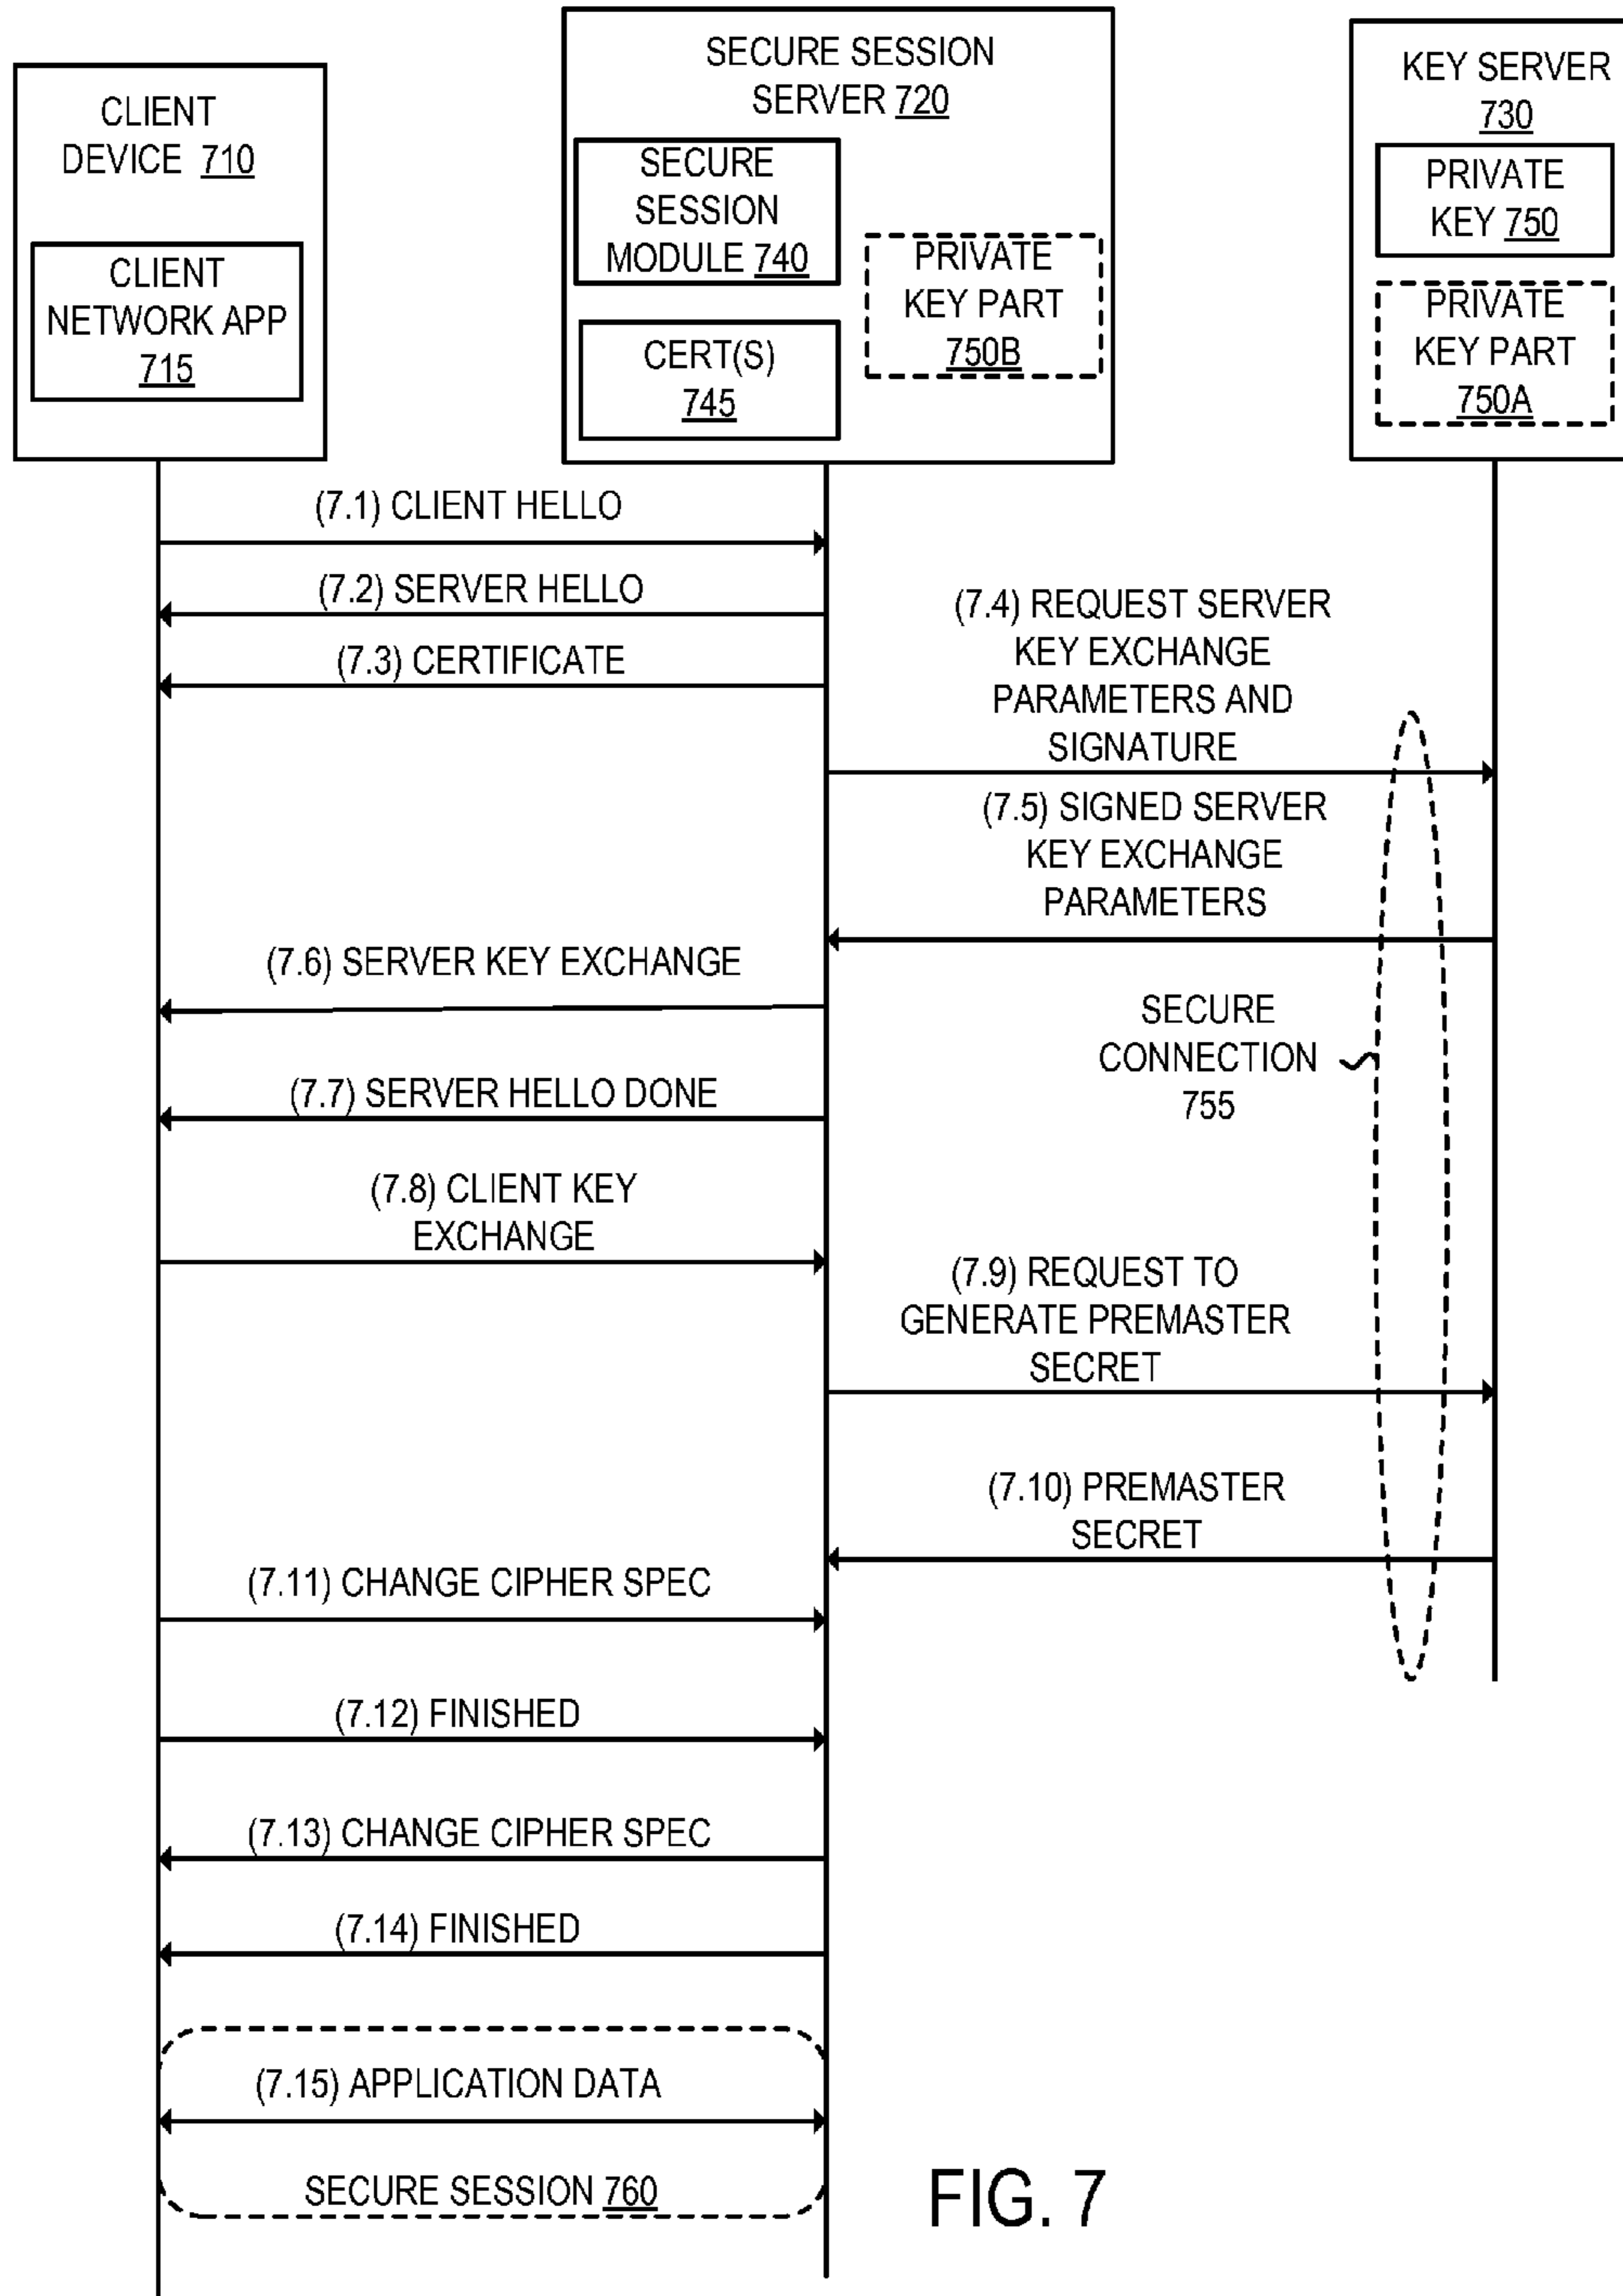 CLIENT
DEVICE 710
CLIENT
NETWORK APP
715
SECURE SESSION
SERVER 720
SECURE
SESSION
MODULE 740
CERT(S)
745
PRIVATE
KEY PART
750B
KEY SERVER
730
PRIVATE
KEY 750
PRIVATE
KEY PART
750A
(7.1) CLIENT HELLO
(7.2) SERVER HELLO
(7.3) CERTIFICATE
(7.4) REQUEST SERVER
KEY EXCHANGE
PARAMETERS AND
SIGNATURE
(7.5) SIGNED SERVER
KEY EXCHANGE
PARAMETERS
(7.6) SERVER KEY EXCHANGE
SECURE
CONNECTION
755
(7.7) SERVER HELLO DONE
(7.8) CLIENT KEY
EXCHANGE
(7.9) REQUEST TO
GENERATE PREMASTER
SECRET
(7.10) PREMASTER
SECRET
(7.11) CHANGE CIPHER SPEC
(7.12) FINISHED
(7.13) CHANGE CIPHER SPEC
(7.14) FINISHED
(7.15) APPLICATION DATA
SECURE SESSION 760
FIG. 7